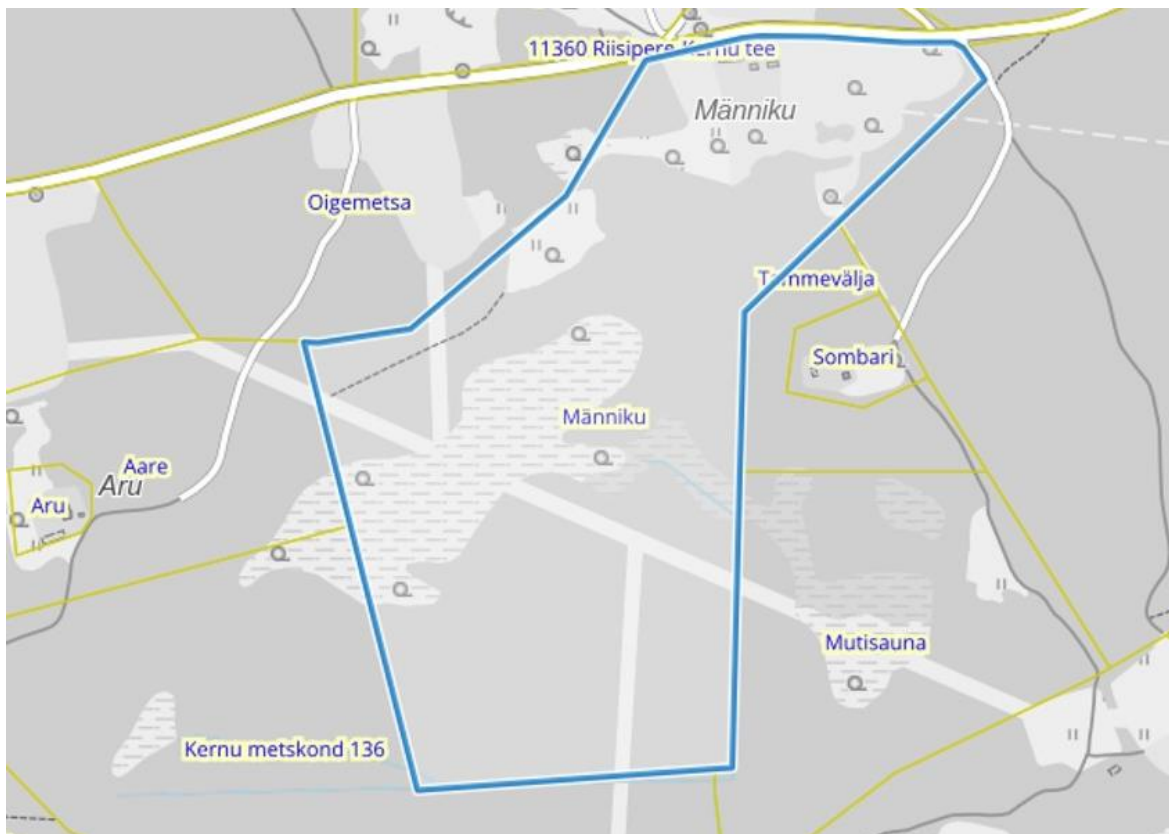 11360 Riisipere-Kernu tee
Männiku
Oigemetsa
Tammevälja
Sombari
Männiku
Aare
Aru
Aru
Mutisauna
Kernu metskond 136